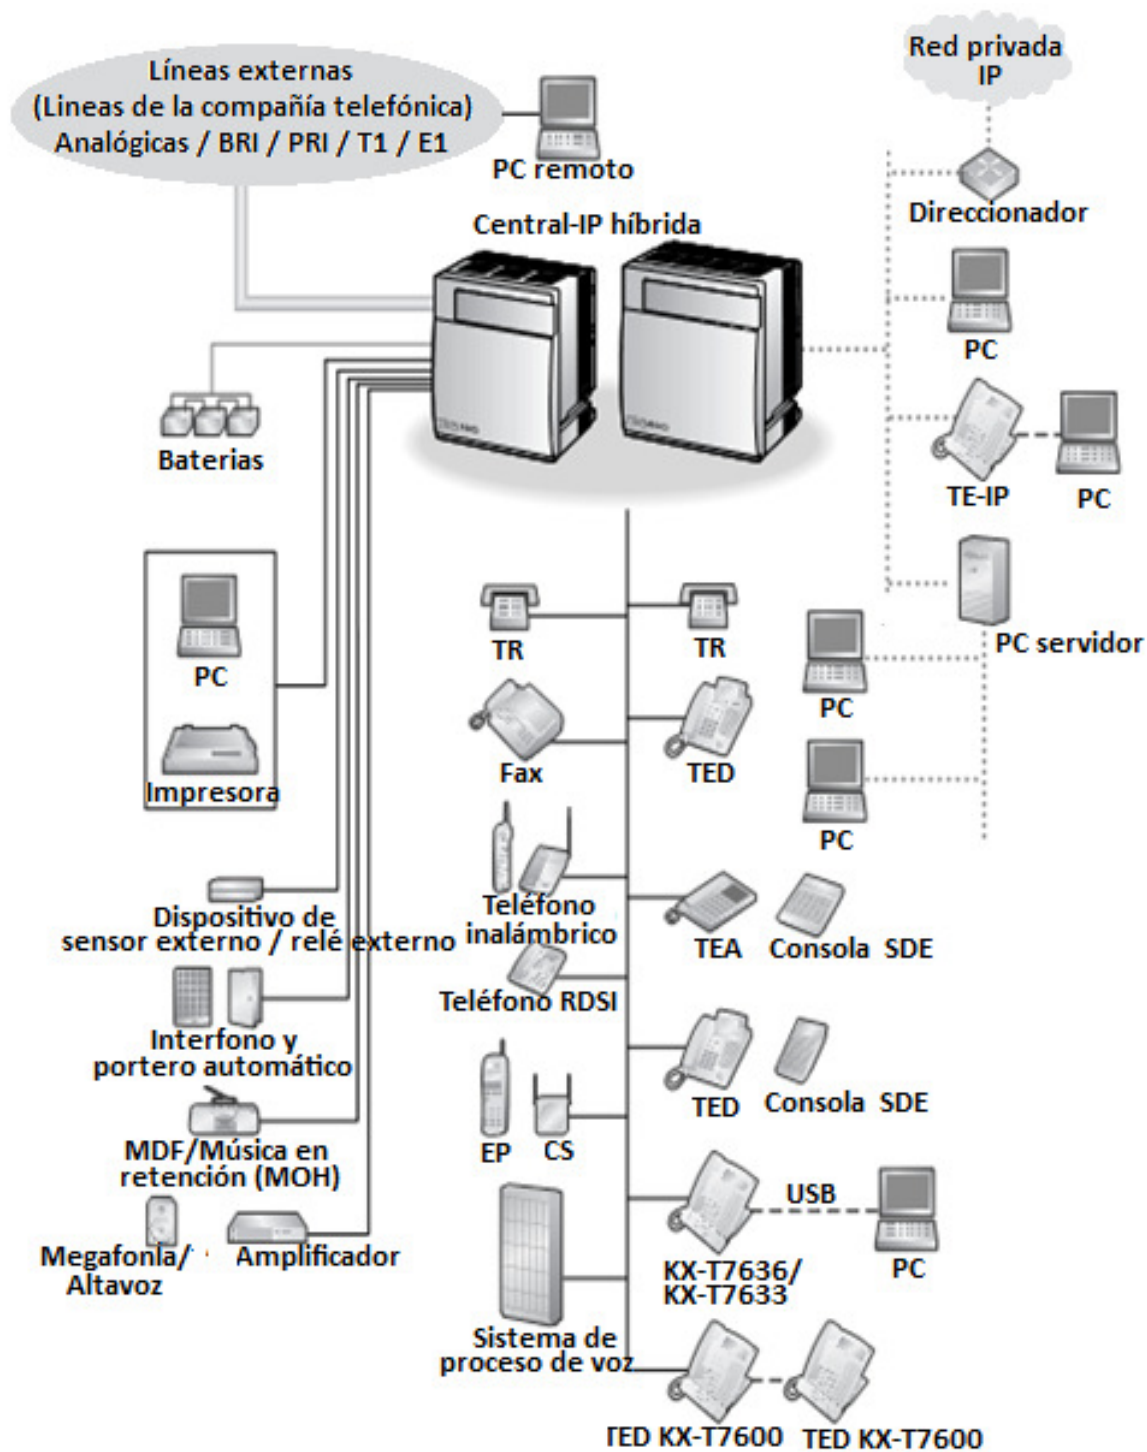 Líneas externas
(Lineas de la compañía telefónica)
Analógicas / BRI / PRI / T1 / E1
PC remoto
Red privada
IP
Direccionador
Central-IP híbrida
PC
Baterias
TE-IP
PC
PC servidor
PC
PC
PC
Impresora
TR
TR
Fax
TED
Teléfono
inalámbrico
TEA
Consola SDE
Dispositivo de
sensor externo / relé externo
Teléfono RDSI
Interfono y
portero automático
TED
Consola SDE
EP
CS
MDF/Música en
retención (MOH)
USB
PC
KX-T7636/
KX-T7633
Megafonía/
Altavoz
Amplificador
Sistema de
proceso de voz
TED KX-T7600
TED KX-T7600